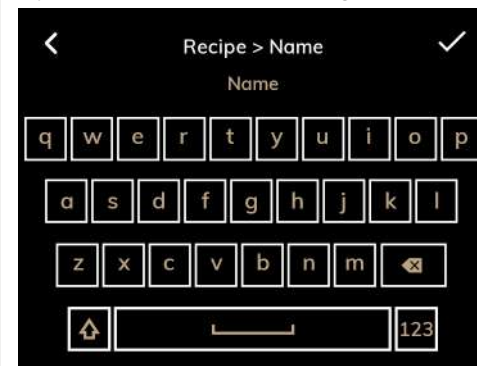 Recipe > Name
Name
q w e r t y u i o p
a s d f g h j k l
z x c v b n m
123